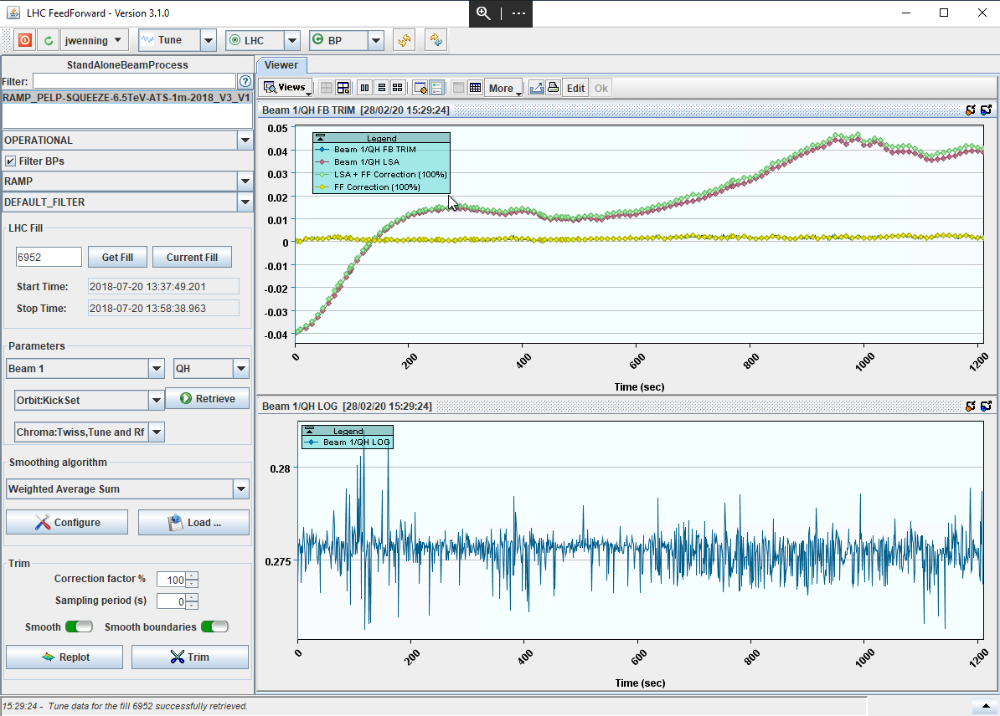 LHC FeedForward - Version 3.1.0
jwenning
Tune
LHC
BP
StandAloneBeamProcess
Filter:
RAMP_PELP-SQUEEZE-6.5TeV-ATS-1m-2018_V3_V1
OPERATIONAL
Filter BPs
RAMP
DEFAULT_FILTER
LHC Fill
6952
Get Fill
Current Fill
Start Time:
2018-07-20 13:37:49.201
Stop Time:
2018-07-20 13:58:38.963
Parameters
Beam 1
QH
Orbit:KickSet
Retrieve
Chroma:Twiss,Tune and Rf
Smoothing algorithm
Weighted Average Sum
Configure
Load ...
Trim
Correction factor %
100
Sampling period (s)
0
Smooth
Smooth boundaries
Replot
Trim
Viewer
Views
More
Edit
Ok
Beam 1/QH FB TRIM [28/02/20 15:29:24]
0.05
0.04
0.03
0.02
0.01
0
-0.01
-0.02
-0.03
-0.04
Legend
Beam 1/QH FB TRIM
Beam 1/QH LSA
LSA + FF Correction (100%)
FF Correction (100%)
0
200
400
600
800
1000
1200
Time (sec)
Beam 1/QH LOG [28/02/20 15:29:24]
Legend
Beam 1/QH LOG
0.28
0.275
0
200
400
600
800
1000
1200
Time (sec)
15:29:24 - Tune data for the fill 6952 successfully retrieved.